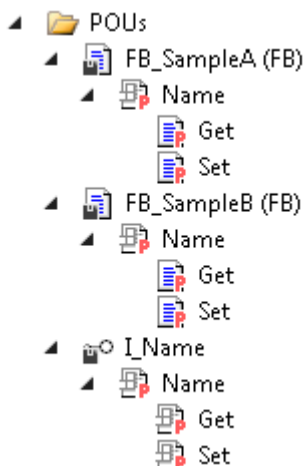 POUs
FB_SampleA (FB)
Name
Get
Set
FB_SampleB (FB)
Name
Get
Set
I_Name
Name
Get
Set